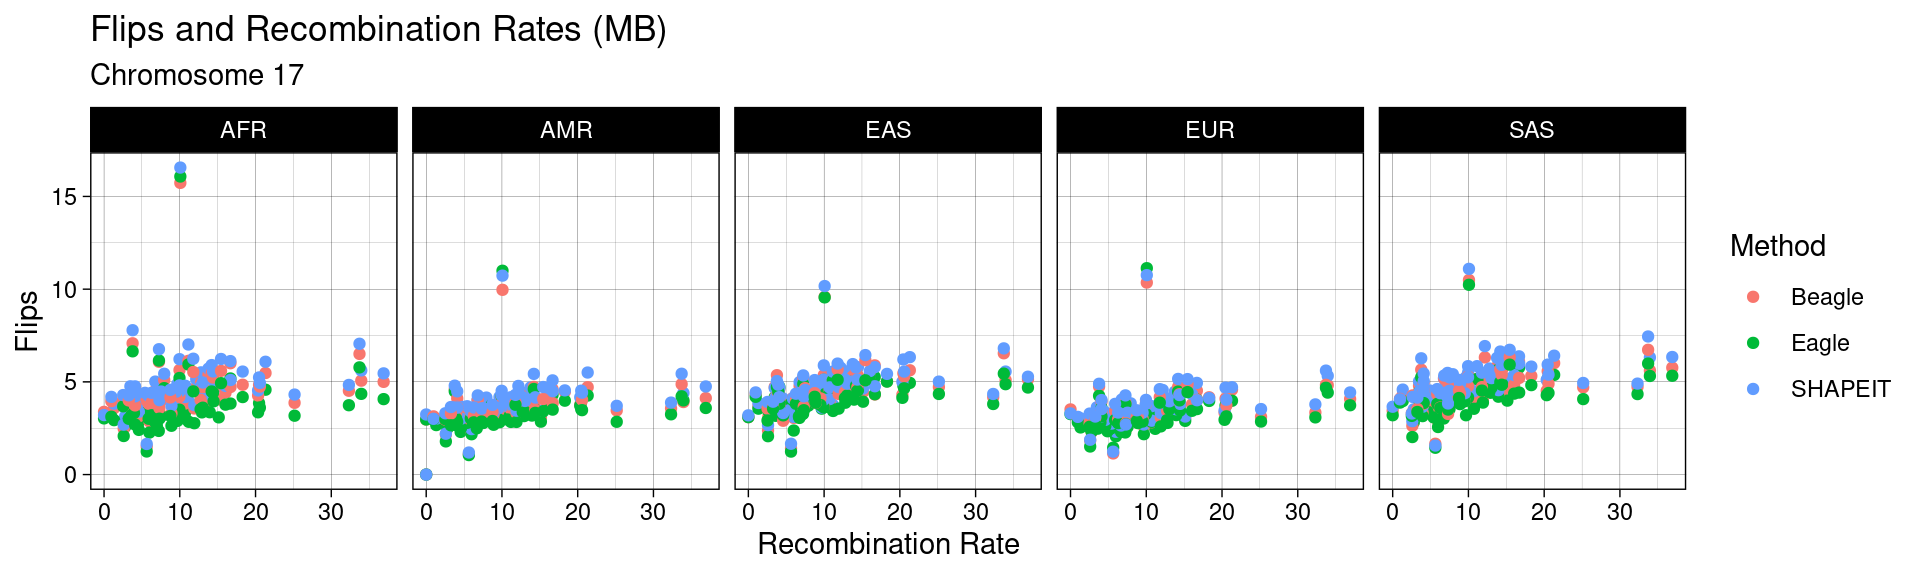 Flips and Recombination Rates (MB)
Chromosome 17
AFR AMR EAS EUR SAS
15
10
5
0
Flips
0 10 20 30 0 10 20 30 0 10 20 30 0 10 20 30 0 10 20 30
Recombination Rate
Method
Beagle
Eagle
SHAPEIT